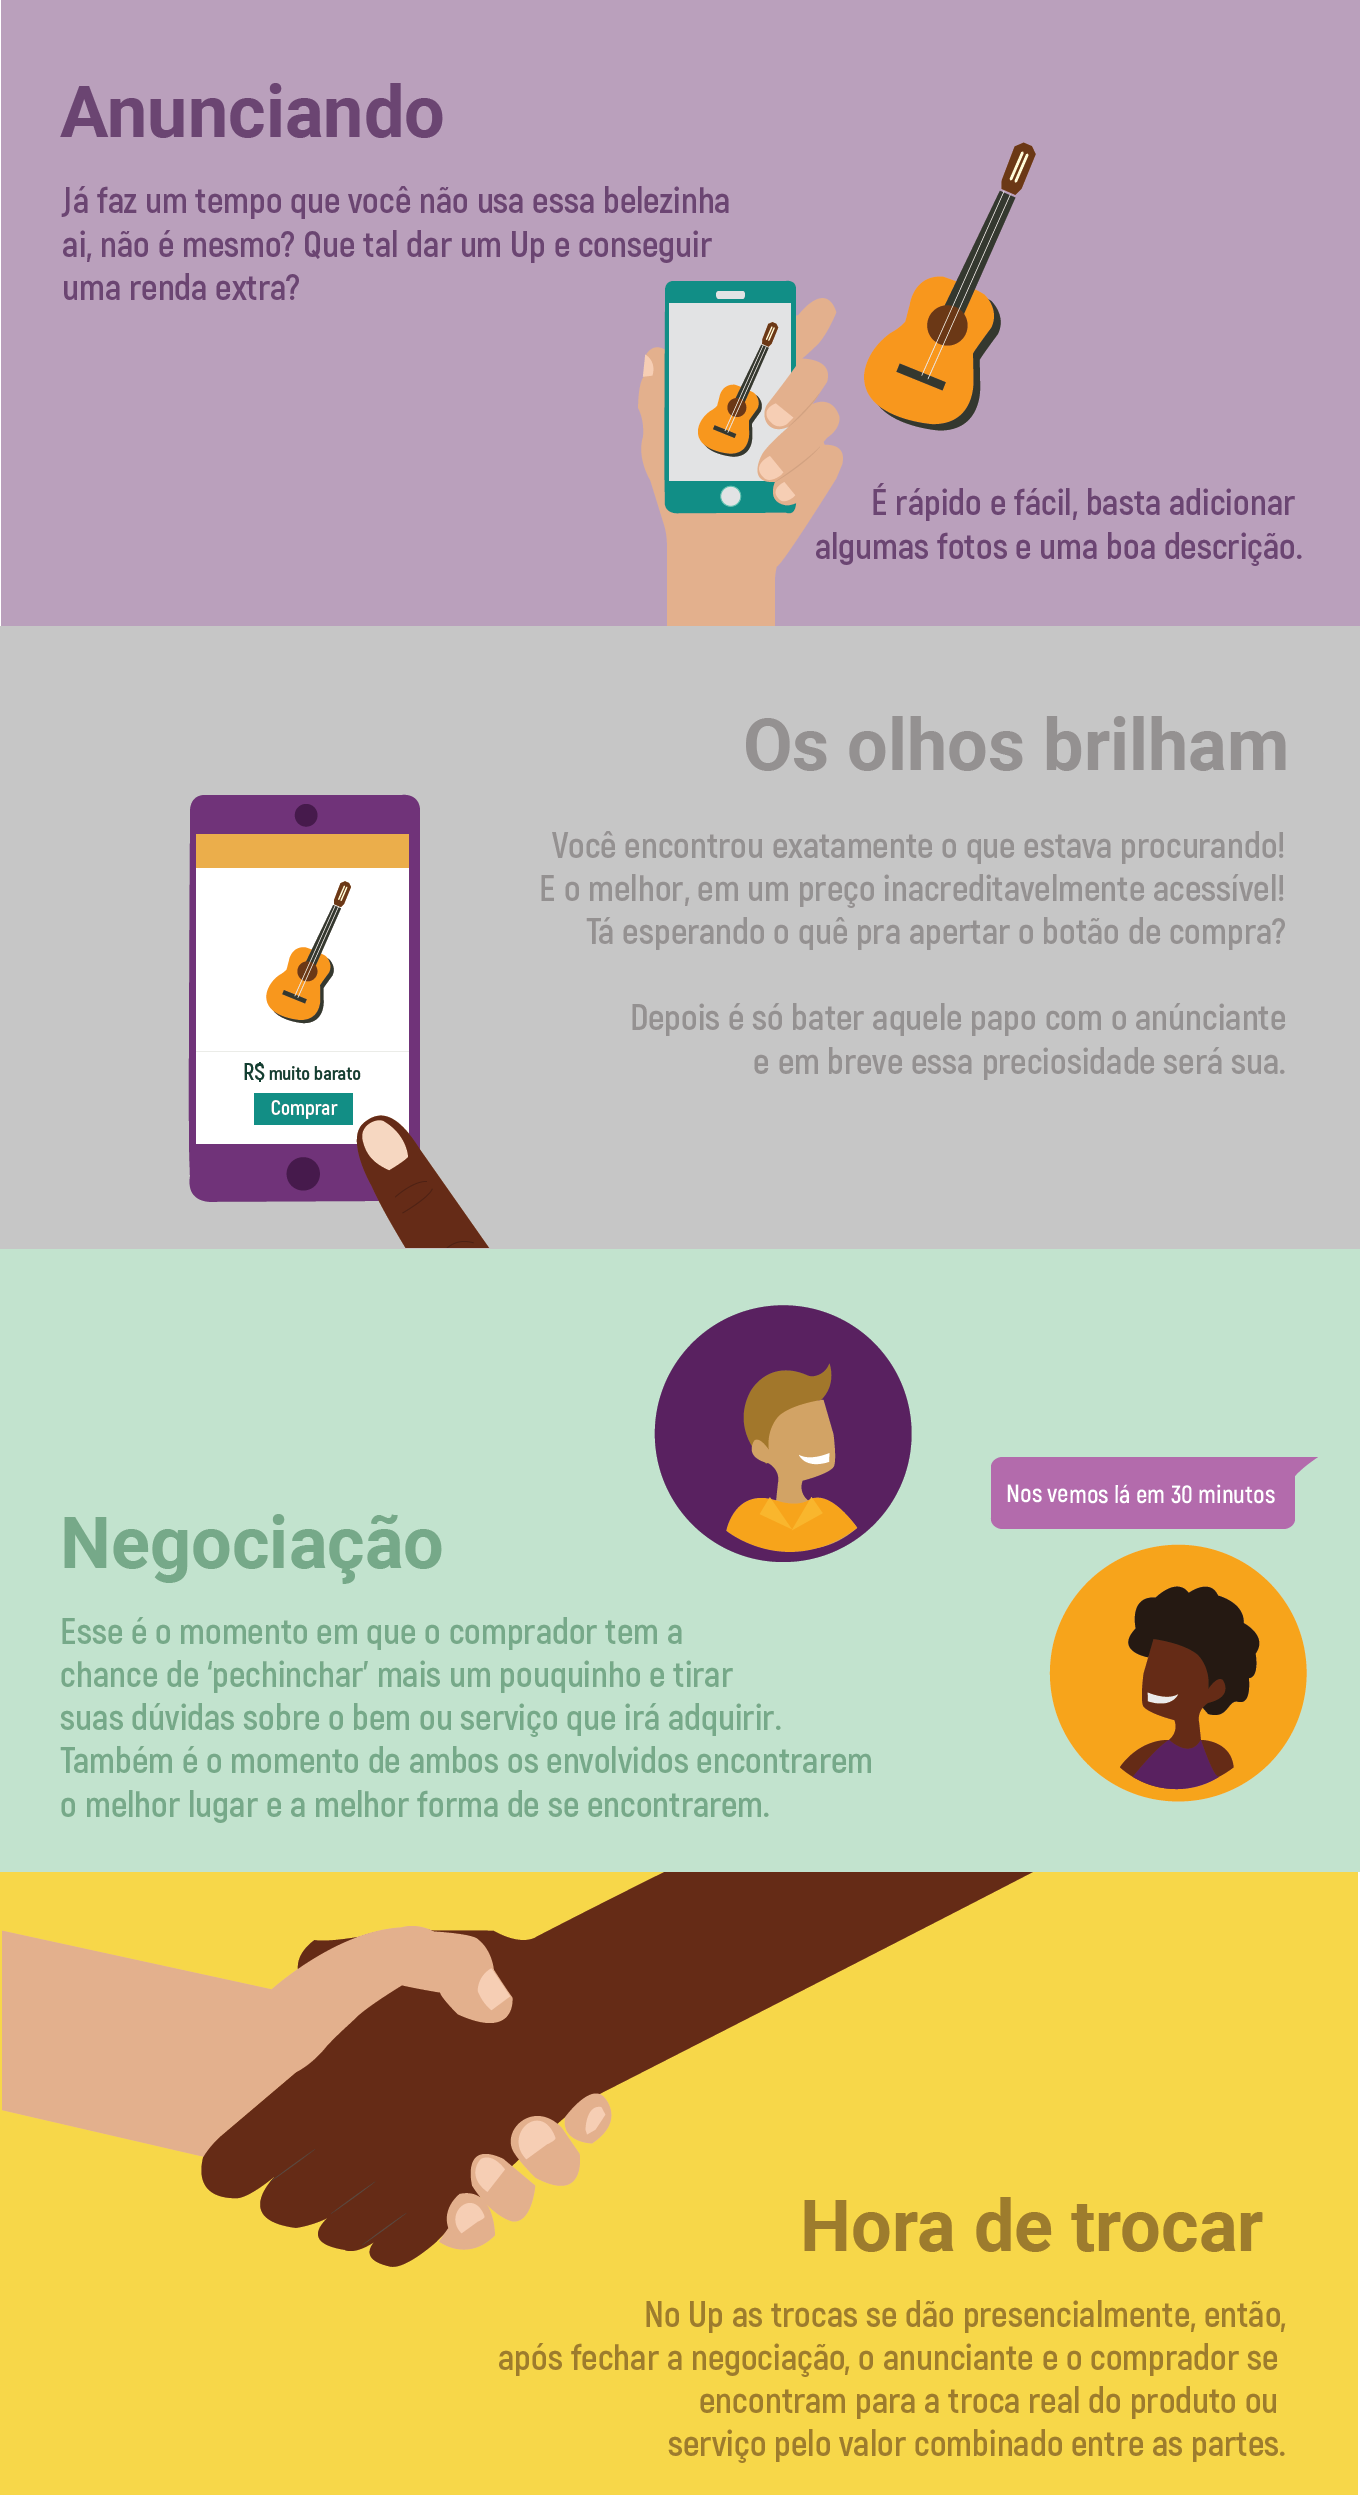 Anunciando
Já faz um tempo que você não usa essa belezinha
ai, não é mesmo? Que tal dar um Up e conseguir
uma renda extra?
É rápido e fácil, basta adicionar
algumas fotos e uma boa descrição.
Os olhos brilham
Você encontrou exatamente o que estava procurando!
E o melhor, em um preço inacreditavelmente acessível!
Tá esperando o quê pra apertar o botão de compra?
Depois é só bater aquele papo com o anúnciante
e em breve essa preciosidade será sua.
R$ muito barato
Comprar
Nos vemos lá em 30 minutos
Negociação
Esse é o momento em que o comprador tem a
chance de ‘pechinchar’ mais um pouquinho e tirar
suas dúvidas sobre o bem ou serviço que irá adquirir.
Também é o momento de ambos os envolvidos encontrarem
o melhor lugar e a melhor forma de se encontrarem.
Hora de trocar
No Up as trocas se dão presencialmente, então,
após fechar a negociação, o anunciante e o comprador se
encontram para a troca real do produto ou
serviço pelo valor combinado entre as partes.